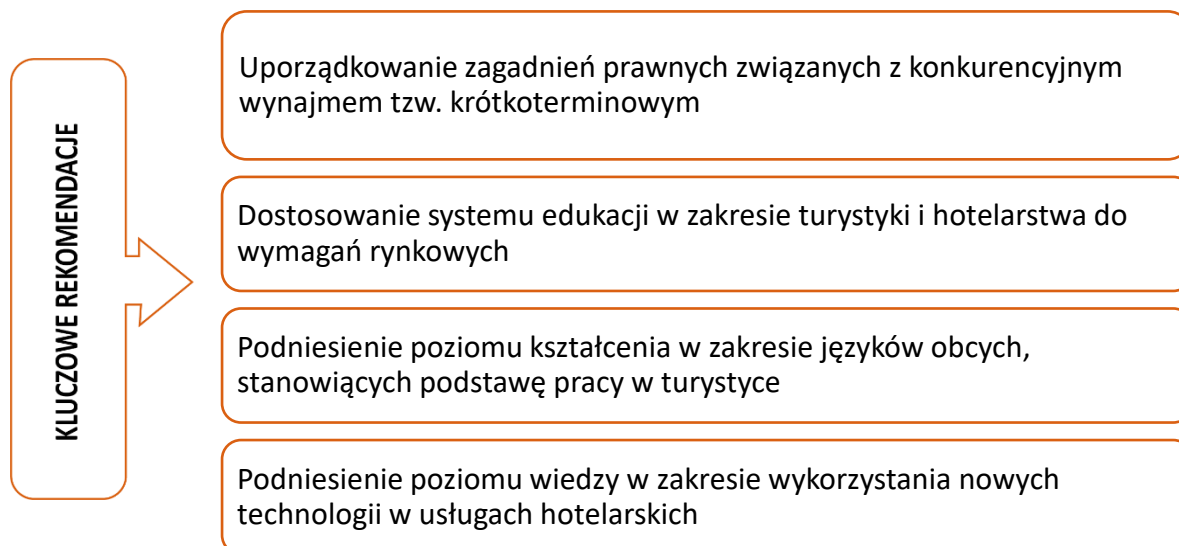 KLUCZOWE REKOMENDACJE
Uporządkowanie zagadnień prawnych związanych z konkurencyjnym
wynajmem tzw. krótkoterminowym
Dostosowanie systemu edukacji w zakresie turystyki i hotelarstwa do
wymagań rynkowych
Podniesienie poziomu kształcenia w zakresie języków obcych,
stanowiących podstawę pracy w turystyce
Podniesienie poziomu wiedzy w zakresie wykorzystania nowych
technologii w usługach hotelarskich